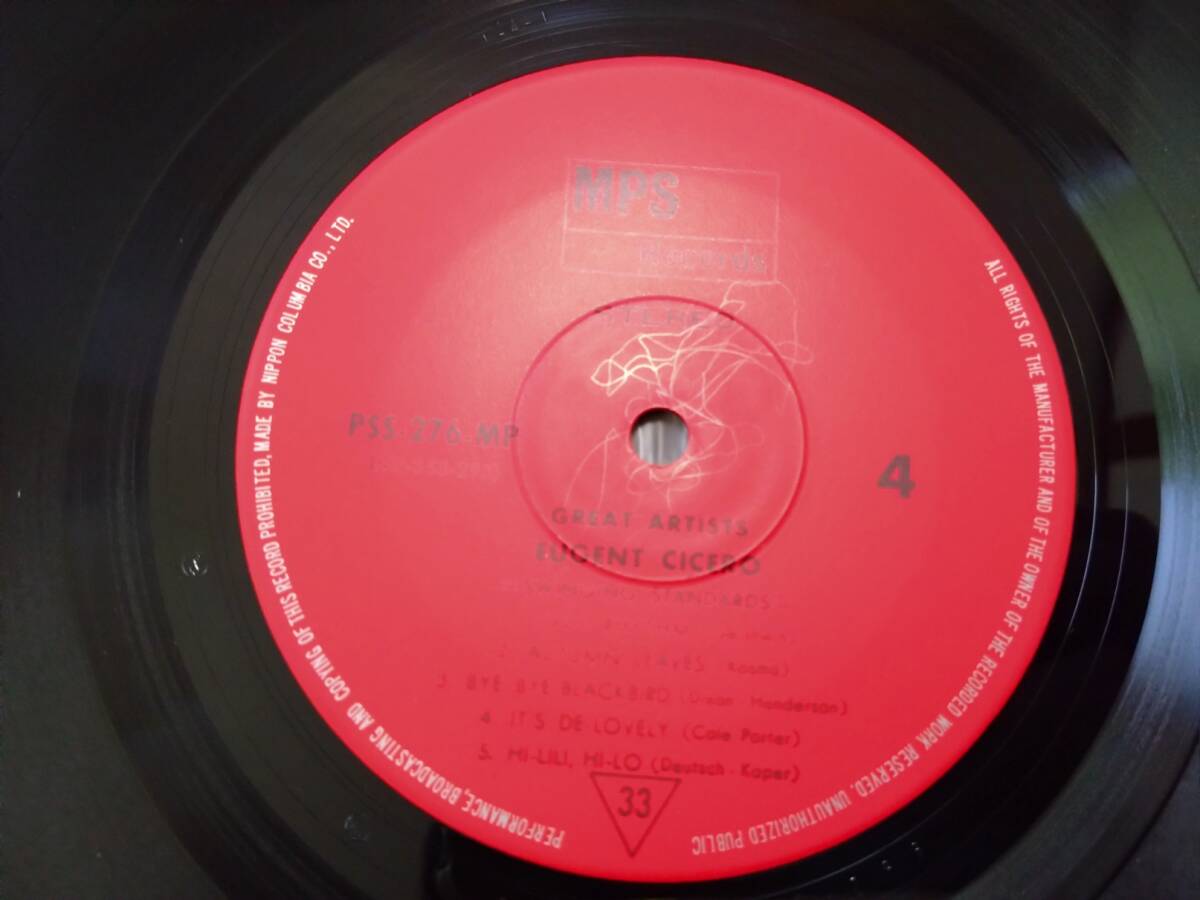 MPS
Records
STEREO
PSS-276-MP
4
GREAT ARTISTS
EUGENT CICERO
STANDARDS
2. AUTUMN LEAVES Kosma)
3. BYE BYE BLACKBIRD (Dixon Henderson)
4. IT'S DE LOVELY (Cole Porter)
5. HI-LILI, HI-LO (Deutsch-Kaper)
33
PERFORMANCE, BROADCASTING AND COPYING OF THIS RECORD PROHIBITED, MADE BY NIPPON COLUMBIA CO., LTD.
ALL RIGHTS OF THE MANUFACTURER AND OF THE OWNER OF THE RECORDED WORK RESERVED. UNAUTHORIZED PUBLIC